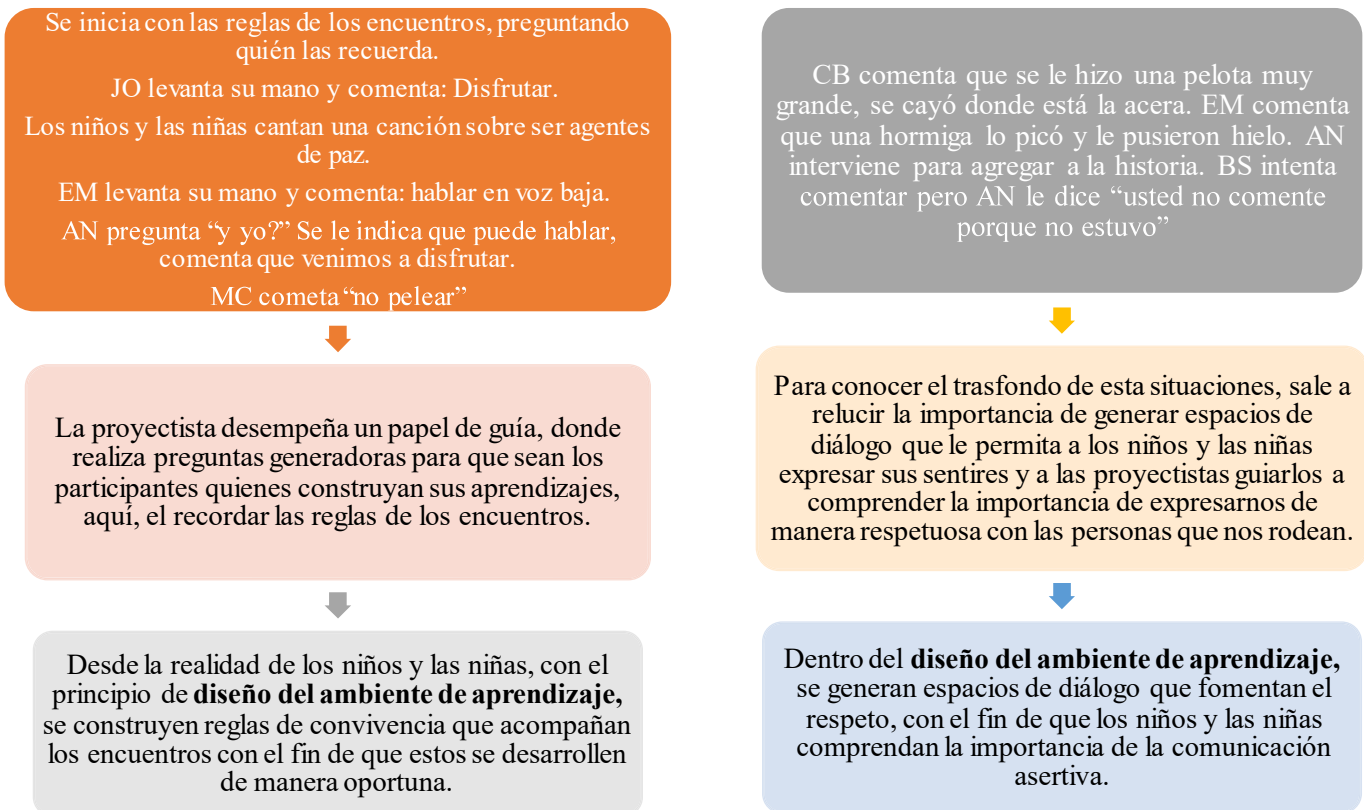 Se inicia con las reglas de los encuentros, preguntando
quién las recuerda.
JO levanta su mano y comenta: Disfrutar.
Los niños y las niñas cantan una canción sobre ser agentes
de paz.
EM levanta su mano y comenta: hablar en voz baja.
AN pregunta “y yo?” Se le indica que puede hablar,
comenta que venimos a disfrutar.
MC cometa “no pelear”
La proyectista desempeña un papel de guía, donde
realiza preguntas generadoras para que sean los
participantes quienes construyan sus aprendizajes,
aquí, el recordar las reglas de los encuentros.
Desde la realidad de los niños y las niñas, con el
principio de diseño del ambiente de aprendizaje,
se construyen reglas de convivencia que acompañan
los encuentros con el fin de que estos se desarrollen
de manera oportuna.
CB comenta que se le hizo una pelota muy
grande, se cayó donde está la acera. EM comenta
que una hormiga lo picó y le pusieron hielo. AN
interviene para agregar a la historia. BS intenta
comentar pero AN le dice “usted no comente
porque no estuvo”
Para conocer el trasfondo de esta situaciones, sale a
relucir la importancia de generar espacios de
diálogo que le permita a los niños y las niñas
expresar sus sentires y a las proyectistas guiarlos a
comprender la importancia de expresarnos de
manera respetuosa con las personas que nos rodean.
Dentro del diseño del ambiente de aprendizaje,
se generan espacios de diálogo que fomentan el
respeto, con el fin de que los niños y las niñas
comprendan la importancia de la comunicación
asertiva.